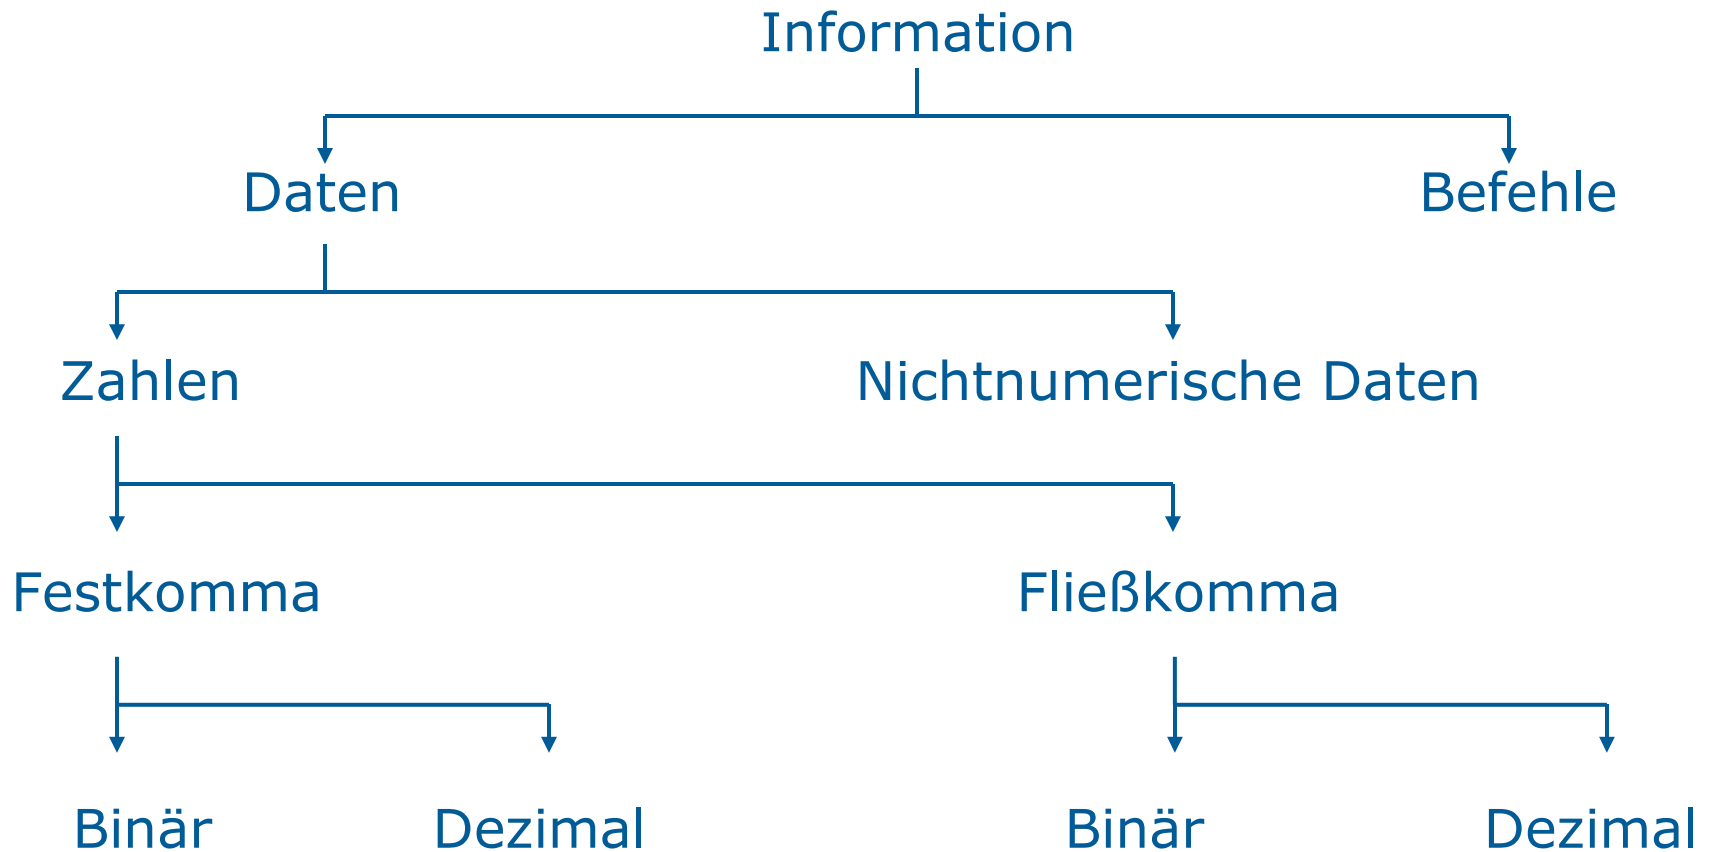 Information
Daten Befehle
Zahlen Nichtnumerische Daten
Festkomma Fließkomma
Binär Dezimal Binär Dezimal